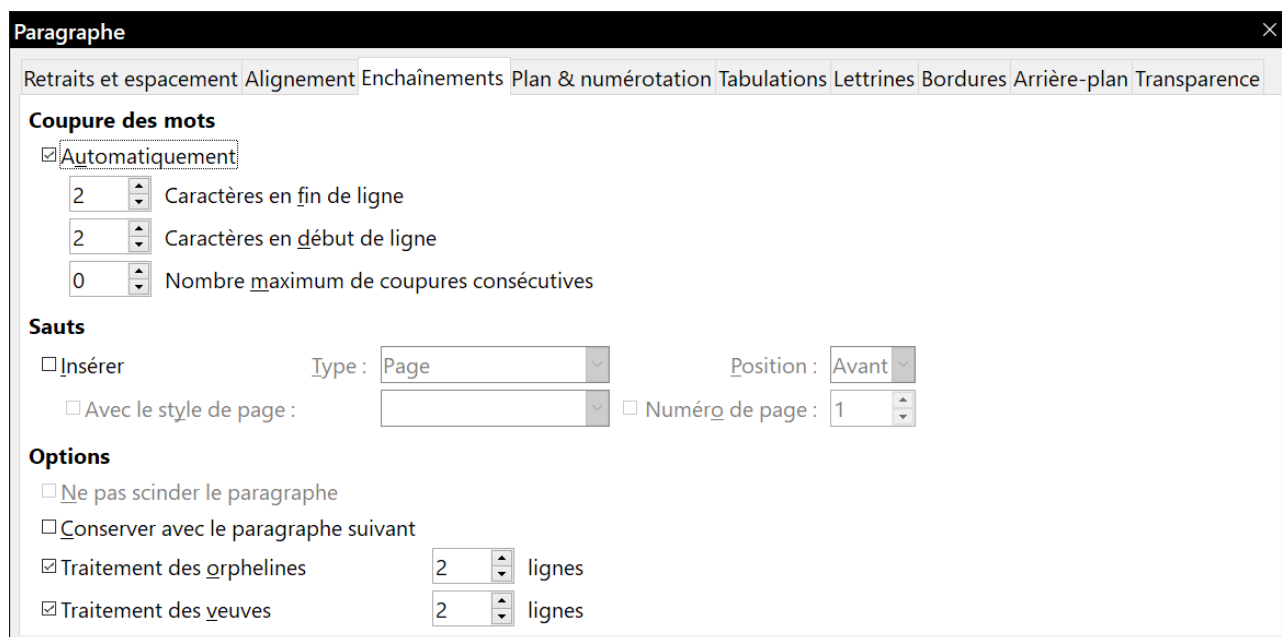 Paragraphe
Retraits et espacement Alignement Enchaînements Plan & numérotation Tabulations Lettrines Bordures Arrière-plan Transparence
Coupure des mots
Automatiquement
2 Caractères en fin de ligne
2 Caractères en début de ligne
0 Nombre maximum de coupures consécutives
Sauts
Insérer Type : Page Position : Avant
Avec le style de page : Numéro de page : 1
Options
Ne pas scinder le paragraphe
Conserver avec le paragraphe suivant
Traitement des orphelines 2 lignes
Traitement des veuves 2 lignes